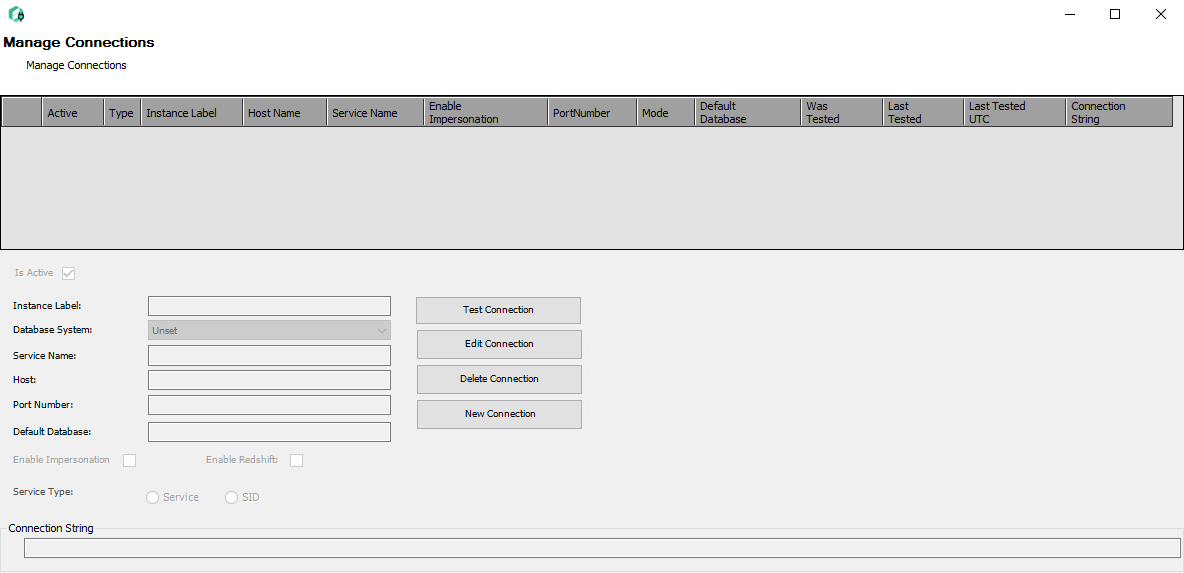 Manage Connections
Manage Connections
Active Type Instance Label Host Name Service Name Enable Impersonation PortNumber Mode Default Database Was Tested Last Tested Last Tested UTC Connection String
Is Active
Instance Label:
Test Connection
Database System: Unset
Edit Connection
Service Name:
Host:
Delete Connection
Port Number:
New Connection
Default Database:
Enable Impersonation Enable Redshift:
Service Type: Service SID
Connection String